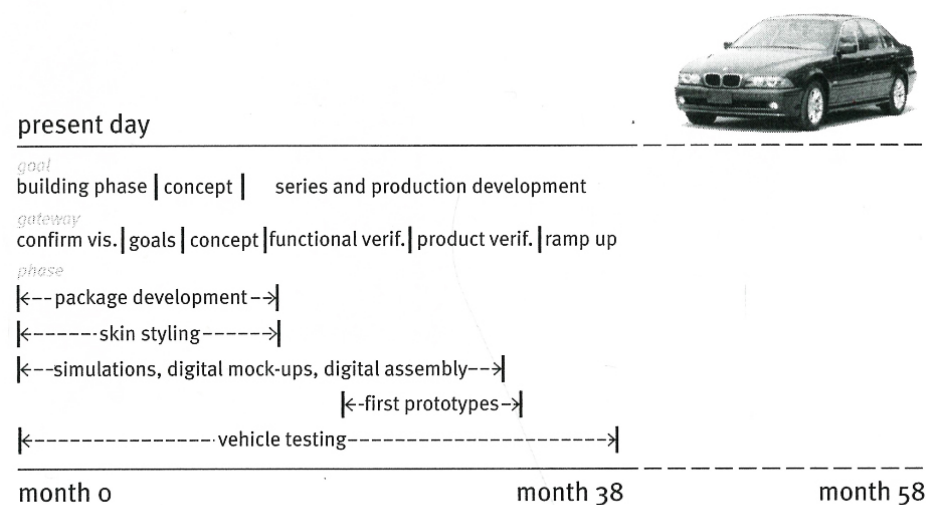 present day
goal
building phase | concept | series and production development
gateway
confirm vis. | goals | concept | functional verif. | product verif. | ramp up
phase
package development
skin styling
simulations, digital mock-ups, digital assembly
first prototypes
vehicle testing
month 0 month 38 month 58